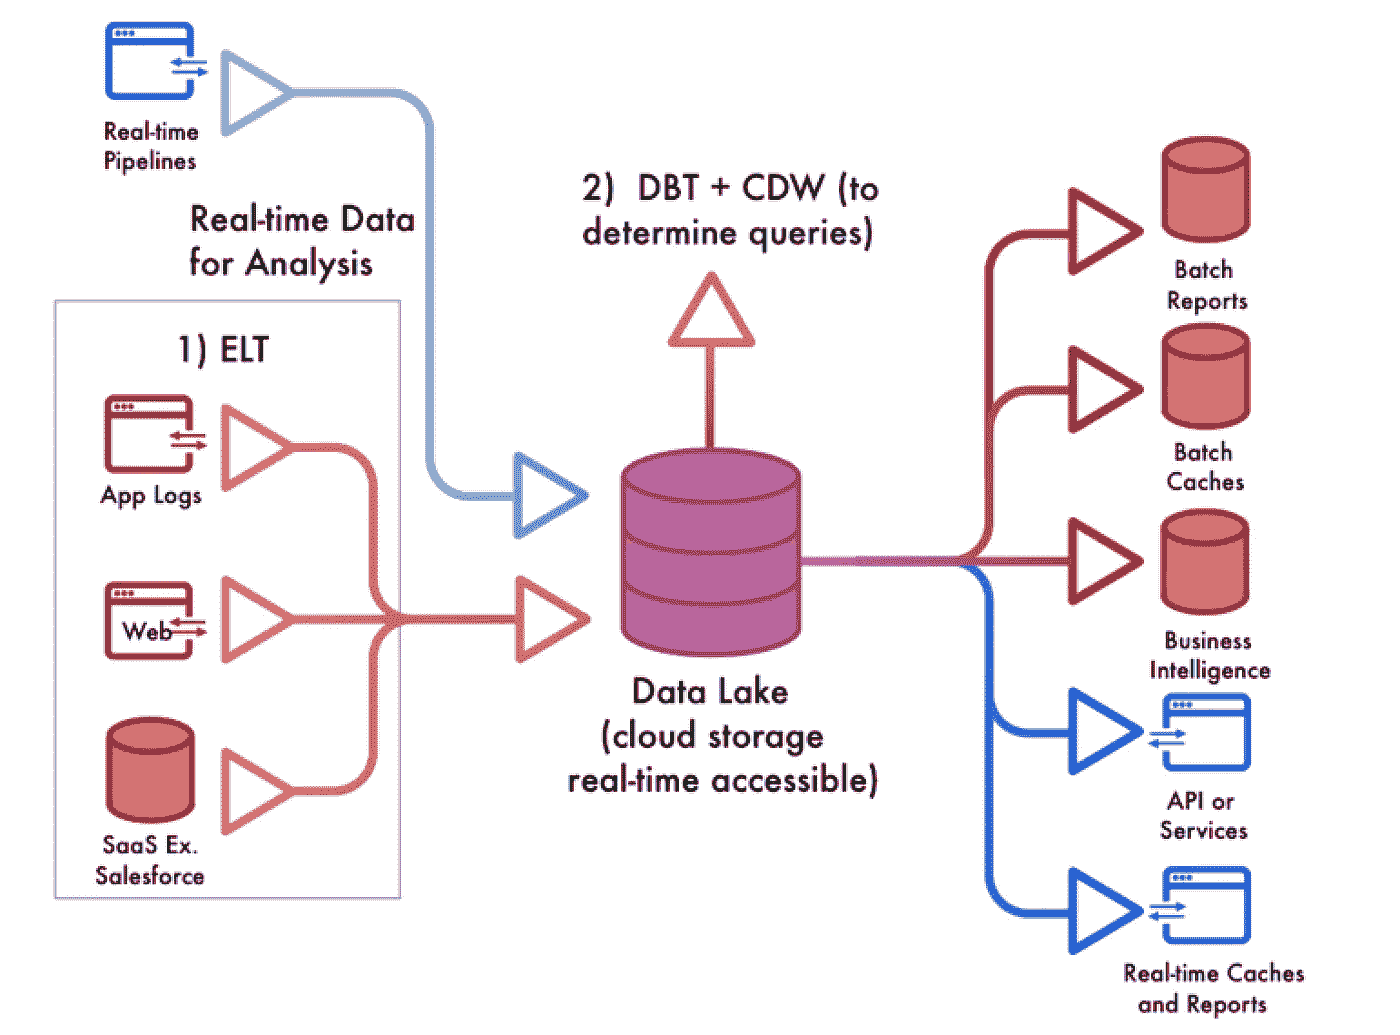 Real-time
Pipelines
Real-time Data
for Analysis
1) ELT
App Logs
Web
SaaS Ex.
Salesforce
2) DBT + CDW (to
determine queries)
Data Lake
(cloud storage
real-time accessible)
Batch
Reports
Batch
Caches
Business
Intelligence
API or
Services
Real-time Caches
and Reports